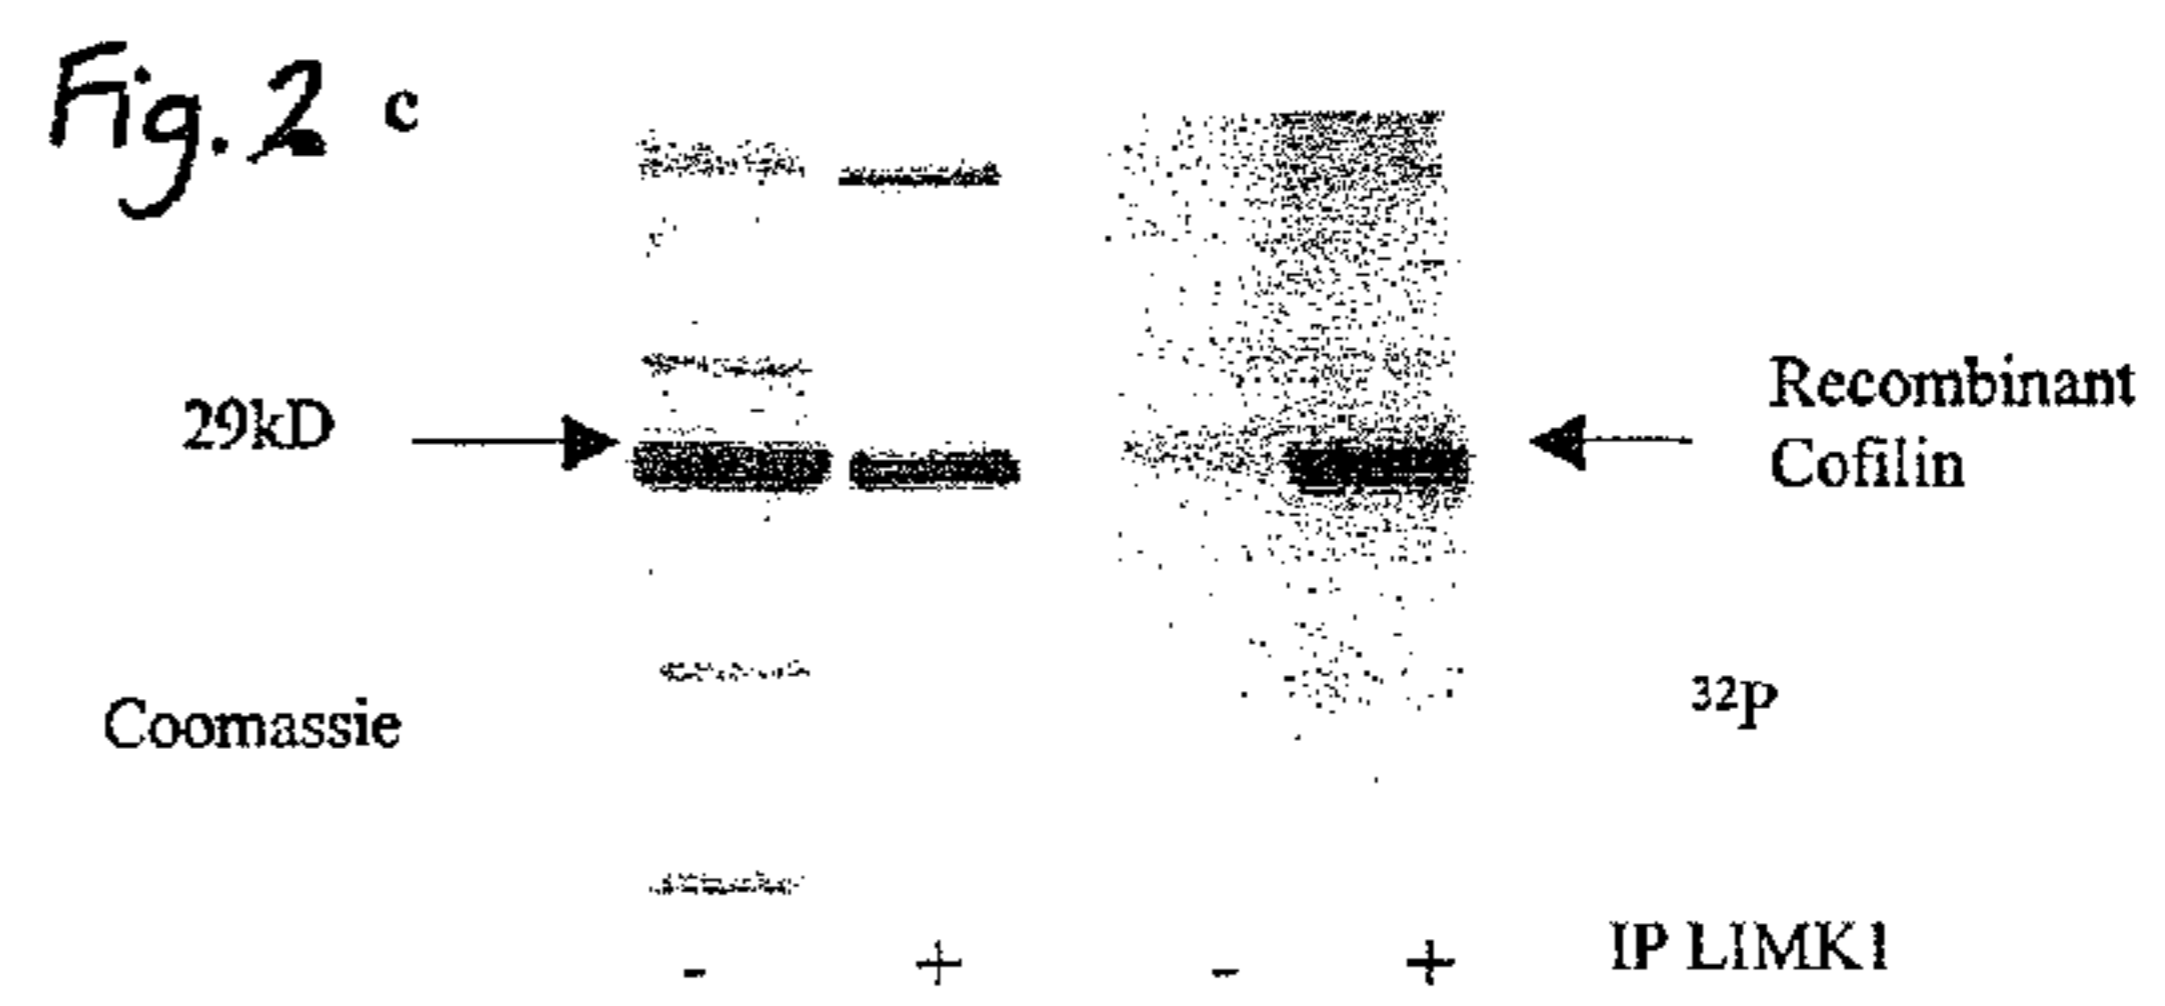 Fig. 2 c
29kD
Recombinant
Cofilin
Coomassie
³²P
- + - + IP LIMK1